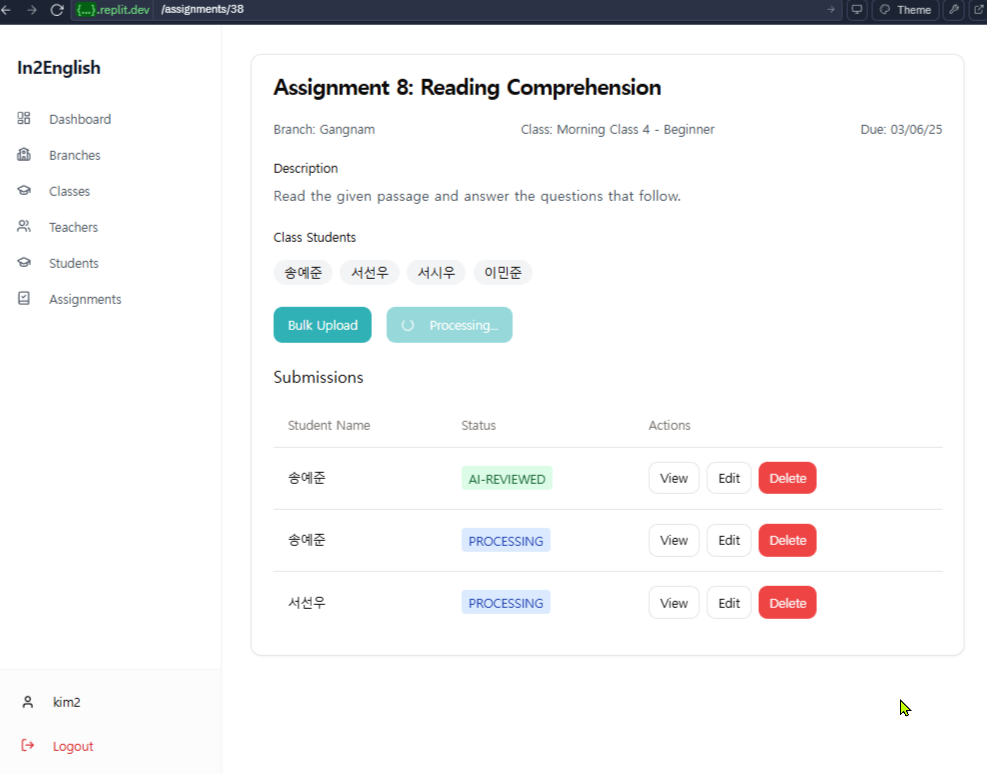 {...}.replit.dev /assignments/38 Theme
In2English
Dashboard
Branches
Classes
Teachers
Students
Assignments
kim2
Logout
Assignment 8: Reading Comprehension
Branch: Gangnam Class: Morning Class 4 - Beginner Due: 03/06/25
Description
Read the given passage and answer the questions that follow.
Class Students
송예준 서선우 서시우 이민준
Bulk Upload Processing...
Submissions
Student Name Status Actions
송예준 AI-REVIEWED View Edit Delete
송예준 PROCESSING View Edit Delete
서선우 PROCESSING View Edit Delete